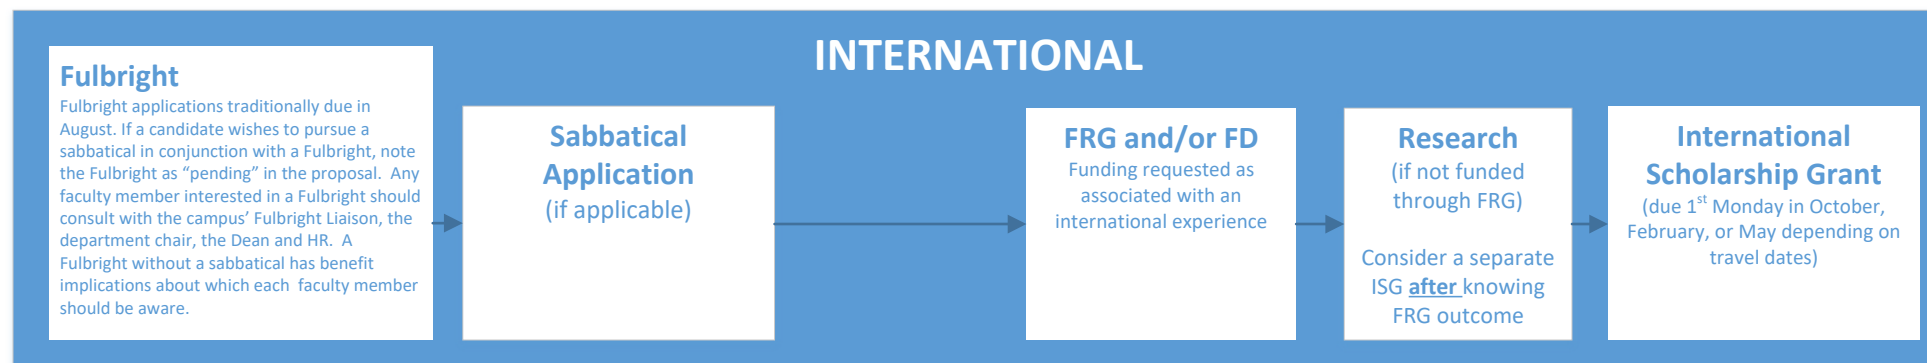 INTERNATIONAL
Fulbright
Fulbright applications traditionally due in
August. If a candidate wishes to pursue a
sabbatical in conjunction with a Fulbright, note
the Fulbright as “pending” in the proposal.  Any
faculty member interested in a Fulbright should
consult with the campus’ Fulbright Liaison, the
department chair, the Dean and HR.  A
Fulbright without a sabbatical has benefit
implications about which each  faculty member
should be aware.
Sabbatical
Application
(if applicable)
FRG and/or FD
Funding requested as
associated with an
international experience
Research
(if not funded
through FRG)
Consider a separate
ISG after knowing
FRG outcome
International
Scholarship Grant
(due 1st Monday in October,
February, or May depending on
travel dates)